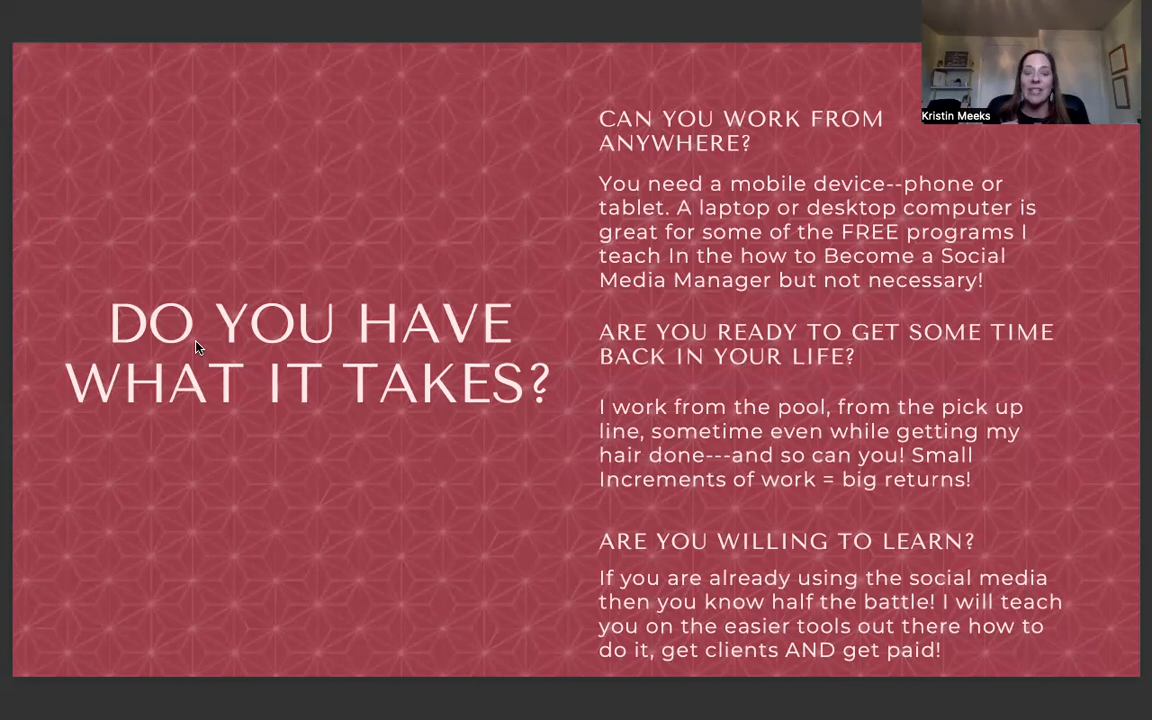 DO YOU HAVE
WHAT IT TAKES?
CAN YOU WORK FROM
ANYWHERE?
You need a mobile device--phone or
tablet. A laptop or desktop computer is
great for some of the FREE programs I
teach In the how to Become a Social
Media Manager but not necessary!
ARE YOU READY TO GET SOME TIME
BACK IN YOUR LIFE?
I work from the pool, from the pick up
line, sometime even while getting my
hair done---and so can you! Small
Increments of work = big returns!
ARE YOU WILLING TO LEARN?
If you are already using the social media
then you know half the battle! I will teach
you on the easier tools out there how to
do it, get clients AND get paid!
Kristin Meeks